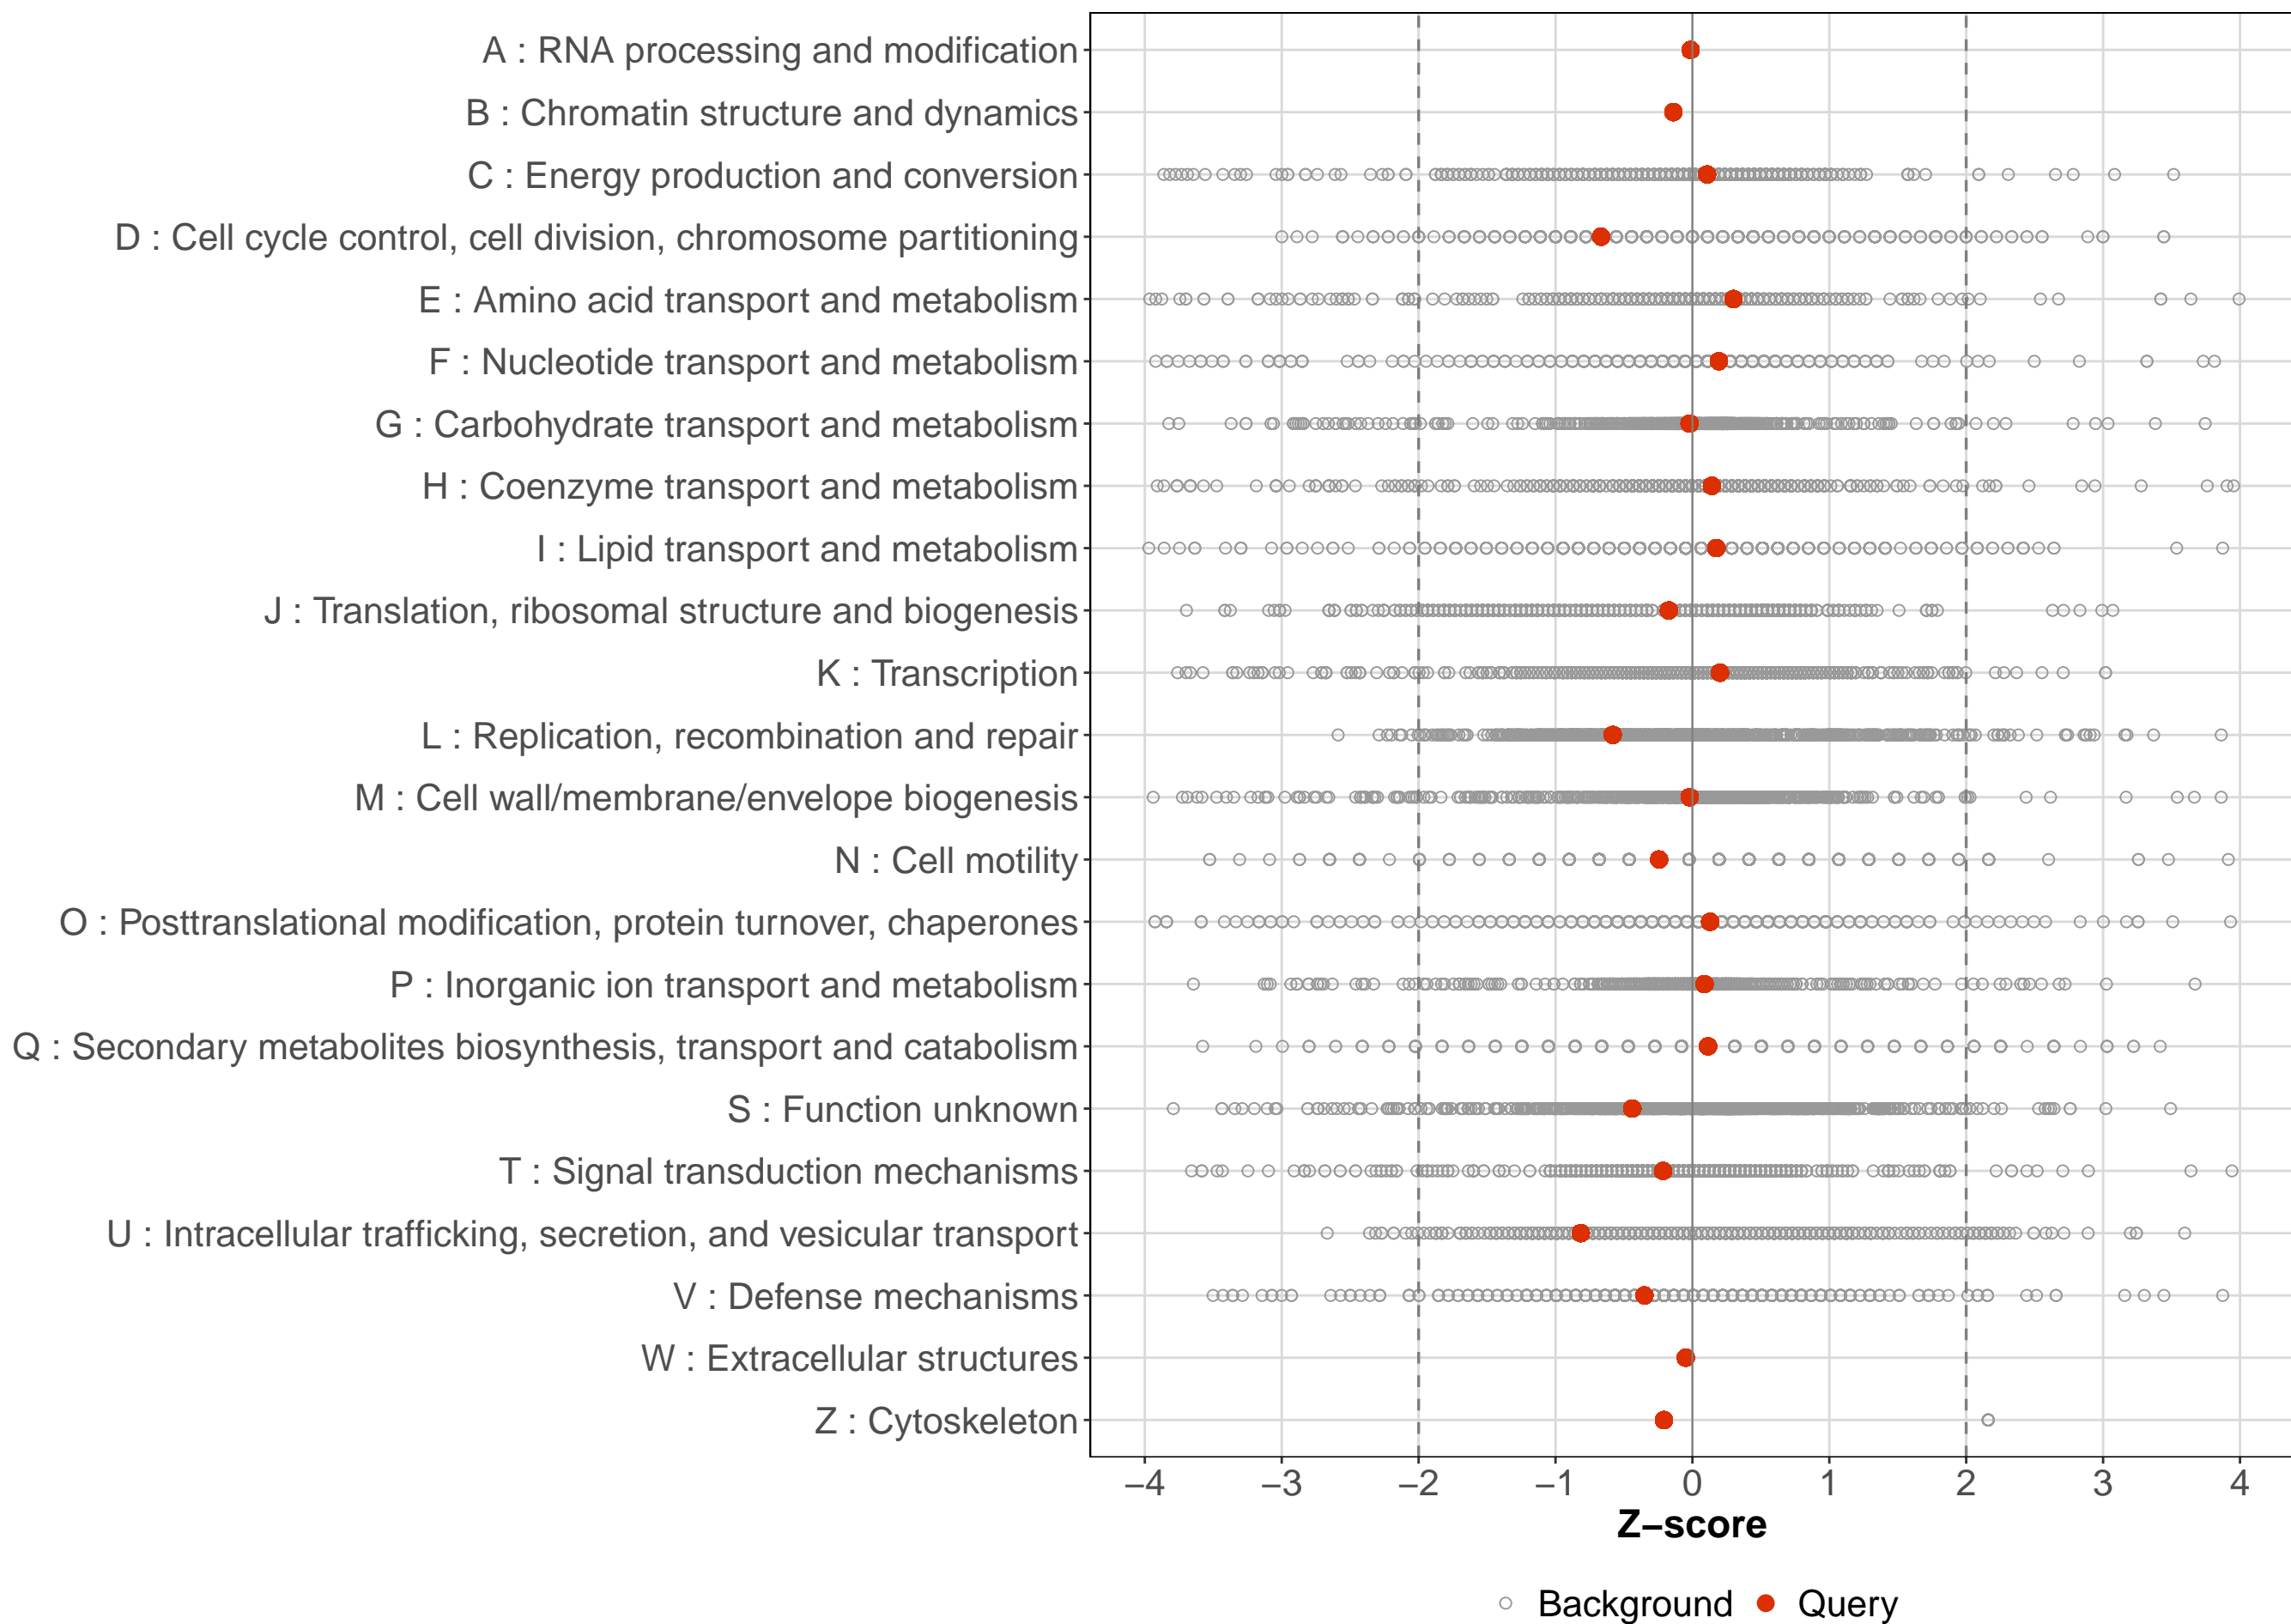 A : RNA processing and modification
B : Chromatin structure and dynamics
C : Energy production and conversion
D : Cell cycle control, cell division, chromosome partitioning
E : Amino acid transport and metabolism
F : Nucleotide transport and metabolism
G : Carbohydrate transport and metabolism
H : Coenzyme transport and metabolism
I : Lipid transport and metabolism
J : Translation, ribosomal structure and biogenesis
K : Transcription
L : Replication, recombination and repair
M : Cell wall/membrane/envelope biogenesis
N : Cell motility
O : Posttranslational modification, protein turnover, chaperones
P : Inorganic ion transport and metabolism
Q : Secondary metabolites biosynthesis, transport and catabolism
S : Function unknown
T : Signal transduction mechanisms
U : Intracellular trafficking, secretion, and vesicular transport
V : Defense mechanisms
W : Extracellular structures
Z : Cytoskeleton
−4 −3 −2 −1 0 1 2 3 4
Z−score
Background Query